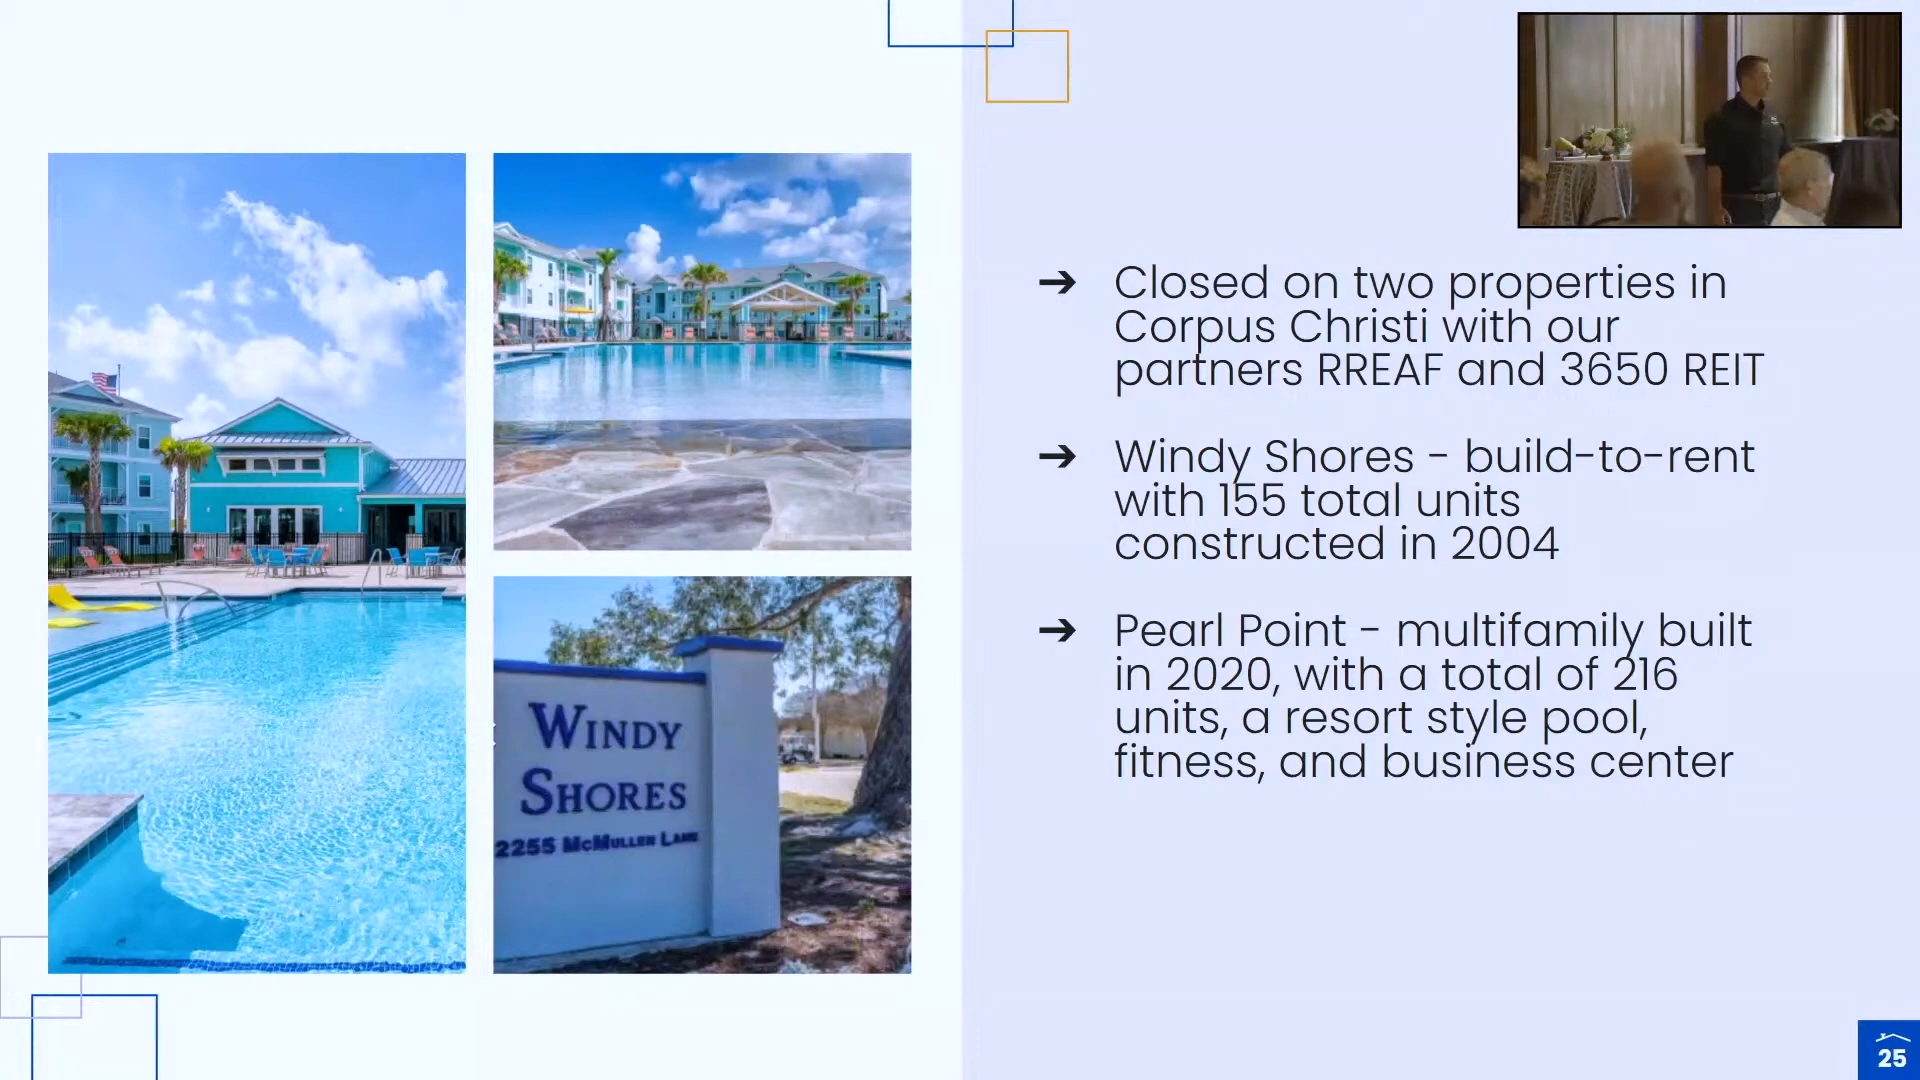 Closed on two properties in
Corpus Christi with our
partners RREAF and 3650 REIT
Windy Shores - build-to-rent
with 155 total units
constructed in 2004
Pearl Point - multifamily built
in 2020, with a total of 216
units, a resort style pool,
fitness, and business center
WINDY
SHORES
2255 MCMULLEN LANE
25